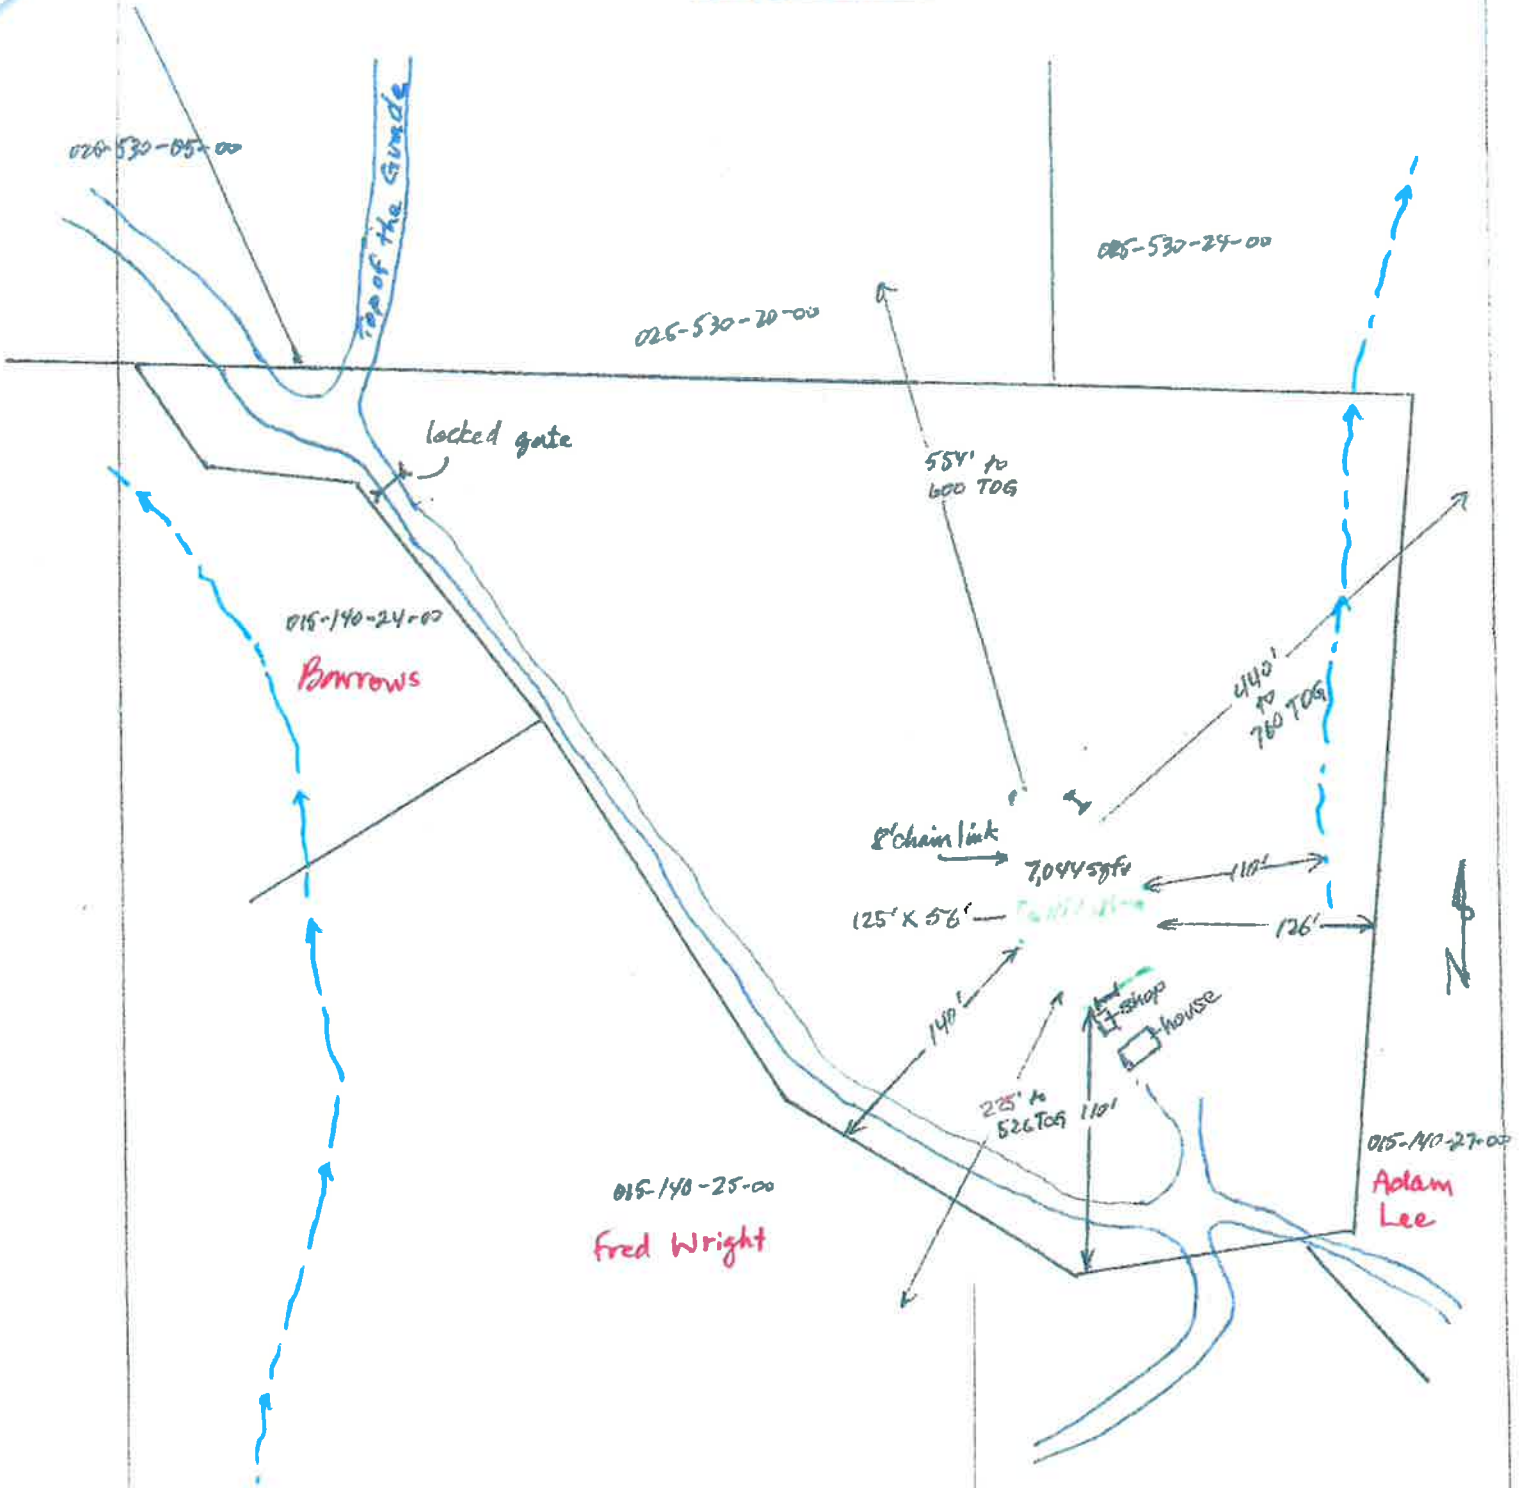 Top of the Grade
026-530-05-00
025-530-24-00
025-530-20-00
locked gate
554' to
600 TOG
015-140-24-00
Barrows
440'
to
760 TOG
8' chain link
7,044 sqft
110'
125' x 56'
126'
N
140'
shop
house
225' to
526 TOG
110'
015-140-27-00
Adam
Lee
015-140-25-00
Fred Wright